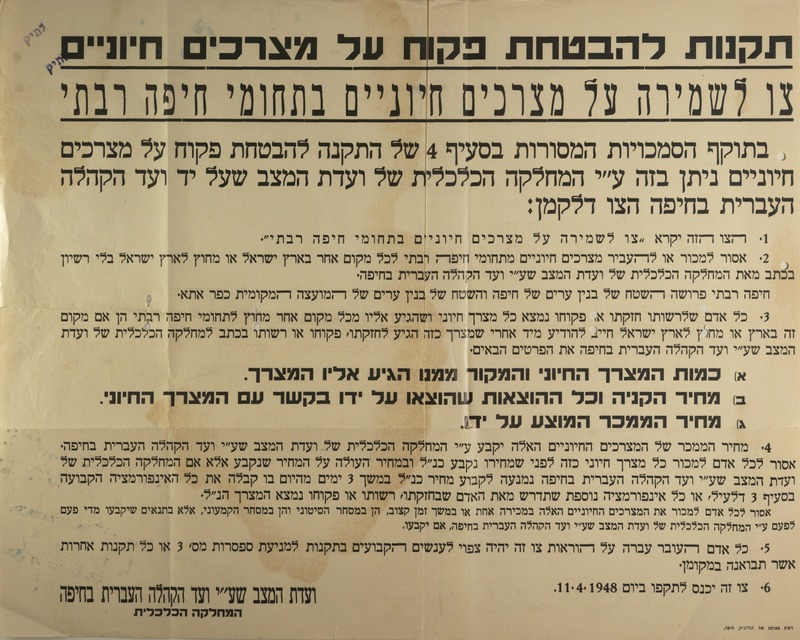 תקנות להבטחת פקוח על מצרכים חיוניים
צו לשמירה על מצרכים חיוניים בתחומי חיפה רבתי
בתוקף הסמכויות המסורות בסעיף 4 של התקנה להבטחת פקוח על מצרכים
חיוניים ניתן בזה ע״י המחלקה הכלכלית של ועדת המצב שעל יד ועד הקהלה
העברית בחיפה הצו דלקמן:
1. הצו הזה יקרא „צו לשמירה על מצרכים חיוניים בתחומי חיפה רבתי״.
2. אסור למכור או להעביר מצרכים חיוניים מתחומי חיפה רבתי לכל מקום אחר בארץ ישראל או מחוץ לארץ ישראל בלי רשיון
בכתב מאת המחלקה הכלכלית של ועדת המצב שע״י ועד הקהלה העברית בחיפה.
חיפה רבתי פרושה השטח של בנין ערים של חיפה והשטח של בנין ערים של המועצה המקומית כפר אתא.
3. כל אדם שלרשותו חזקתו או פקוחו נמצא כל מצרך חיוני ושהגיע אליו מכל מקום אחר מחוץ לתחומי חיפה רבתי הן אם מקום
זה בארץ או מחוץ לארץ ישראל חייב להודיע מיד אחרי שמצרך כזה הגיע לחזקתו, פקוחו או רשותו בכתב למחלקה הכלכלית של ועדת
המצב שע״י ועד הקהלה העברית בחיפה את הפרטים הבאים:
א) כמות המצרך החיוני והמקור ממנו הגיע אליו המצרך.
ב) מחיר הקניה וכל ההוצאות שהוצאו על ידו בקשר עם המצרך החיוני.
ג) מחיר הממכר המוצע על ידו.
4. מחיר הממכר של המצרכים החיוניים האלה יקבע ע״י המחלקה הכלכלית של ועדת המצב שע״י ועד הקהלה העברית בחיפה.
אסור לכל אדם למכור כל מצרך חיוני כזה לפני שמחירו נקבע כנ״ל ובמחיר העולה על המחיר שנקבע אלא אם המחלקה הכלכלית של
ועדת המצב שע״י ועד הקהלה העברית בחיפה נמנעה לקבוע מחיר כנ״ל במשך 3 ימים מהיום בו קבלה את כל האינפורמציה הקבועה
בסעיף 3 דלעיל, או כל אינפורמציה נוספת שתדרש מאת האדם שבחזקתו, רשותו או פקוחו נמצא המצרך הנ״ל.
אסור לכל אדם למכור את המצרכים החיוניים האלה במכירה אחת או במשך זמן קצוב, הן במסחר הסיטוני והן במסחר הקמעוני, אלא בתנאים שיקבעו מדי פעם
לפעם ע״י המחלקה הכלכלית של ועדת המצב שע״י ועד הקהלה העברית בחיפה, אם יקבעו.
5. כל אדם העובר עברה על הוראות צו זה יהיה צפוי לענשים הקבועים בתקנות למניעת ספסרות מס׳ 3 או כל תקנות אחרות
אשר תבואנה במקומן.
6. צו זה יכנס לתקפו ביום 11.4.1948.
ועדת המצב שע״י ועד הקהלה העברית בחיפה
המחלקה הכלכלית